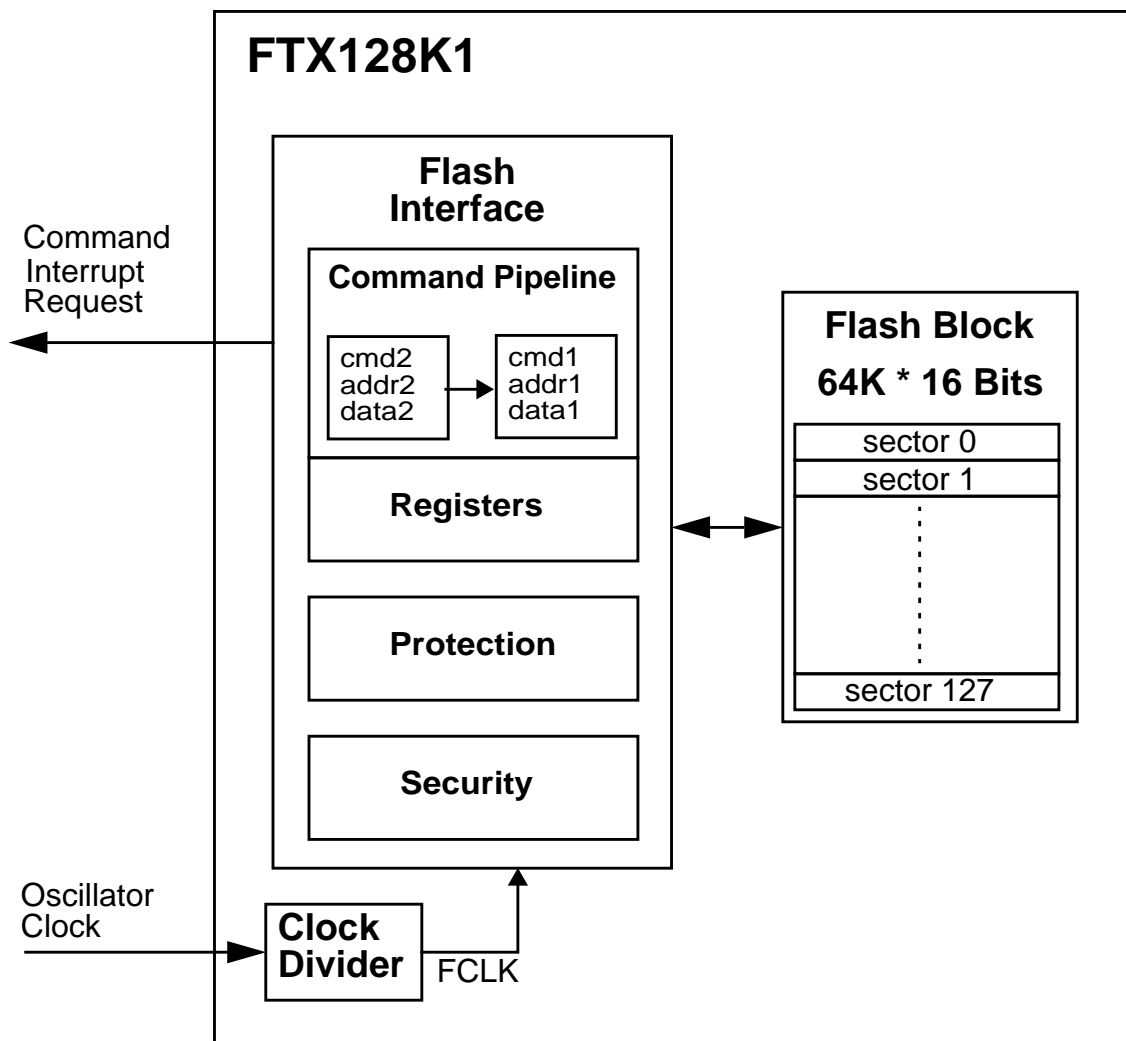 FTX128K1
Flash
Interface
Command
Interrupt
Request
Command Pipeline
cmd2
addr2
data2
cmd1
addr1
data1
Registers
Protection
Security
Flash Block
64K * 16 Bits
sector 0
sector 1
sector 127
Oscillator
Clock
Clock
Divider
FCLK